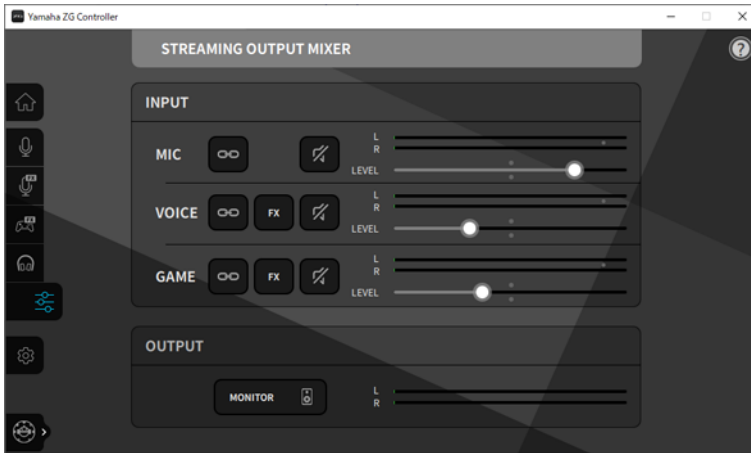 Yamaha ZG Controller
STREAMING OUTPUT MIXER
?
INPUT
MIC
L
R
LEVEL
VOICE
FX
L
R
LEVEL
GAME
FX
L
R
LEVEL
OUTPUT
MONITOR
L
R